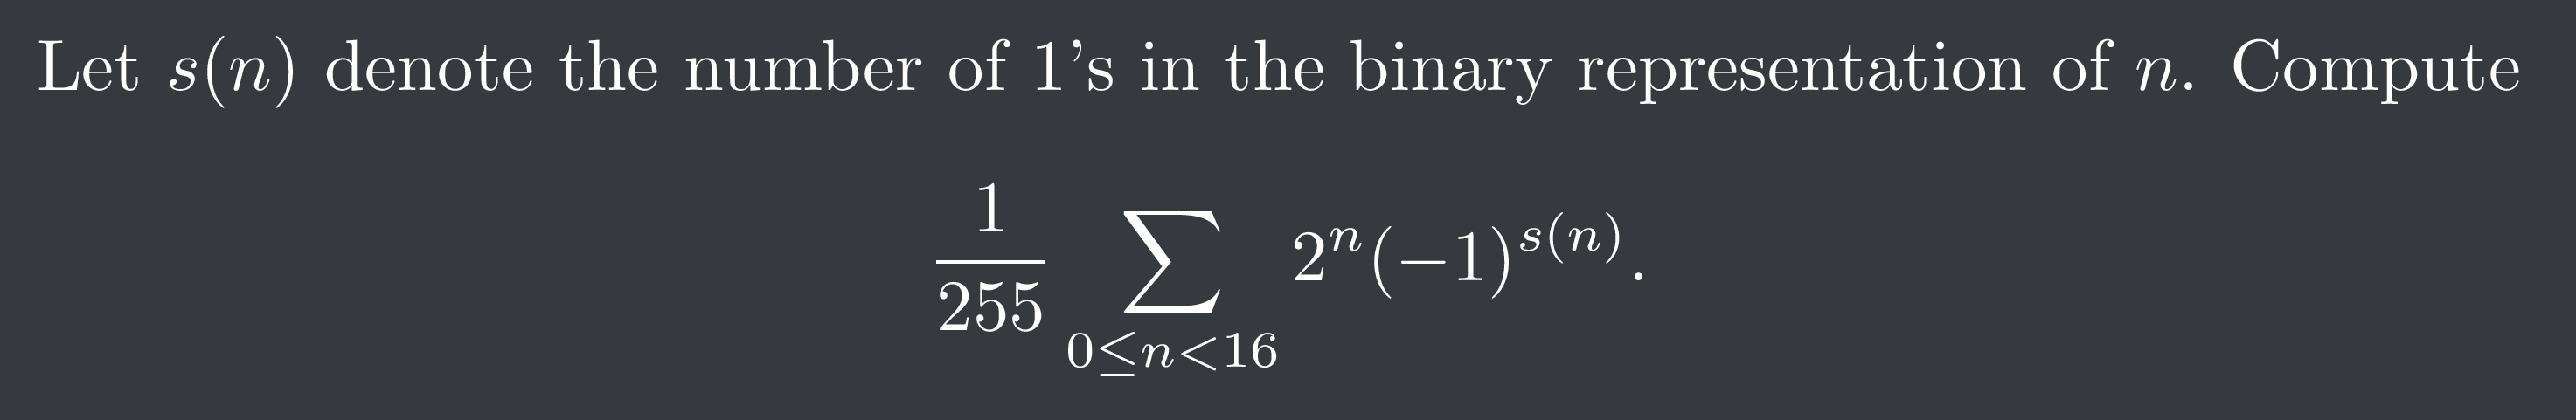 Let s(n) denote the number of 1's in the binary representation of n. Compute
$$\frac{1}{255} \sum_{0 \leq n < 16} 2^n (-1)^{s(n)}.$$